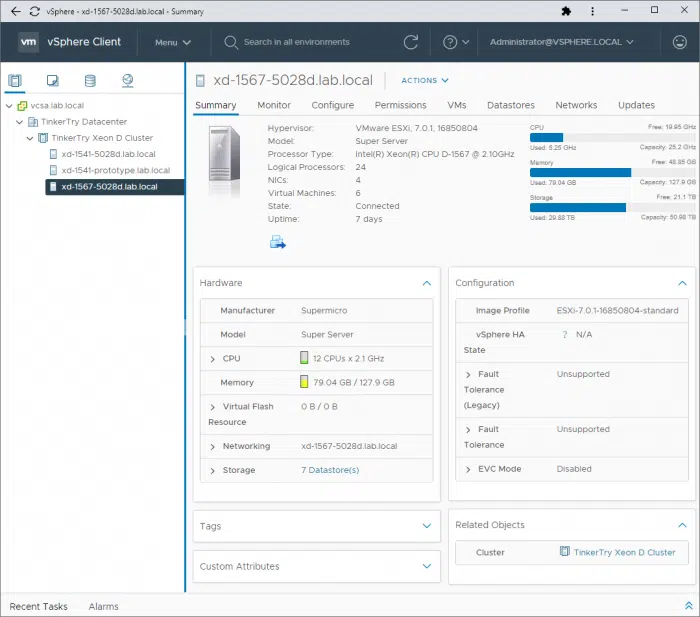 vSphere - xd-1567-5028d.lab.local - Summary
vm vSphere Client Menu Search in all environments Administrator@VSPHERE.LOCAL
vcsa.lab.local
TinkerTry Datacenter
TinkerTry Xeon D Cluster
xd-1541-5028d.lab.local
xd-1541-prototype.lab.local
xd-1567-5028d.lab.local
xd-1567-5028d.lab.local ACTIONS
Summary Monitor Configure Permissions VMs Datastores Networks Updates
Hypervisor: VMware ESXi, 7.0.1, 16850804
Model: Super Server
Processor Type: Intel(R) Xeon(R) CPU D-1567 @ 2.10GHz
Logical Processors: 24
NICs: 4
Virtual Machines: 6
State: Connected
Uptime: 7 days
CPU Free: 19.95 GHz
Used: 5.25 GHz Capacity: 25.2 GHz
Memory Free: 48.85 GB
Used: 79.04 GB Capacity: 127.9 GB
Storage Free: 21.1 TB
Used: 29.88 TB Capacity: 50.98 TB
Hardware
Manufacturer Supermicro
Model Super Server
CPU 12 CPUs x 2.1 GHz
Memory 79.04 GB / 127.9 GB
Virtual Flash 0 B / 0 B
Resource
Networking xd-1567-5028d.lab.local
Storage 7 Datastore(s)
Tags
Custom Attributes
Configuration
Image Profile ESXi-7.0.1-16850804-standard
vSphere HA ? N/A
State
Fault Unsupported
Tolerance
(Legacy)
Fault Unsupported
Tolerance
EVC Mode Disabled
Related Objects
Cluster TinkerTry Xeon D Cluster
Recent Tasks Alarms